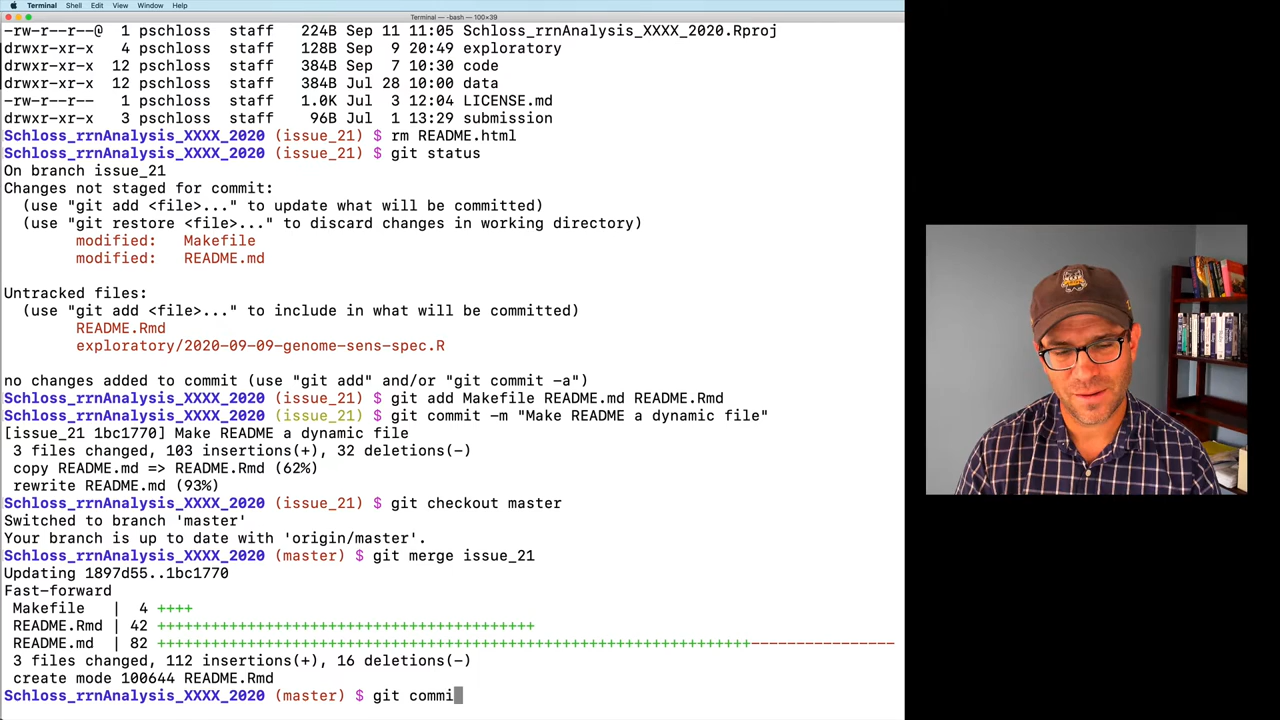 Terminal Shell Edit View Window Help
Terminal — -bash — 100×39
-rw-r--r--@  1 pschloss  staff   224B Sep 11 11:05 Schloss_rrnAnalysis_XXXX_2020.Rproj
drwxr-xr-x   4 pschloss  staff   128B Sep  9 20:49 exploratory
drwxr-xr-x  12 pschloss  staff   384B Sep  7 10:30 code
drwxr-xr-x  12 pschloss  staff   384B Jul 28 10:00 data
-rw-r--r--   1 pschloss  staff   1.0K Jul  3 12:04 LICENSE.md
drwxr-xr-x   3 pschloss  staff    96B Jul  1 13:29 submission
Schloss_rrnAnalysis_XXXX_2020 (issue_21) $ rm README.html
Schloss_rrnAnalysis_XXXX_2020 (issue_21) $ git status
On branch issue_21
Changes not staged for commit:
  (use "git add <file>..." to update what will be committed)
  (use "git restore <file>..." to discard changes in working directory)
        modified:   Makefile
        modified:   README.md
Untracked files:
  (use "git add <file>..." to include in what will be committed)
        README.Rmd
        exploratory/2020-09-09-genome-sens-spec.R
no changes added to commit (use "git add" and/or "git commit -a")
Schloss_rrnAnalysis_XXXX_2020 (issue_21) $ git add Makefile README.md README.Rmd
Schloss_rrnAnalysis_XXXX_2020 (issue_21) $ git commit -m "Make README a dynamic file"
[issue_21 1bc1770] Make README a dynamic file
 3 files changed, 103 insertions(+), 32 deletions(-)
 copy README.md => README.Rmd (62%)
 rewrite README.md (93%)
Schloss_rrnAnalysis_XXXX_2020 (issue_21) $ git checkout master
Switched to branch 'master'
Your branch is up to date with 'origin/master'.
Schloss_rrnAnalysis_XXXX_2020 (master) $ git merge issue_21
Updating 1897d55..1bc1770
Fast-forward
 Makefile   |  4 ++++
 README.Rmd | 42 ++++++++++++++++++++++++++++++++++++++++++
 README.md  | 82 ++++++++++++++++++++++++++++++++++++++++++++++++++++++++++++++++++----------------
 3 files changed, 112 insertions(+), 16 deletions(-)
 create mode 100644 README.Rmd
Schloss_rrnAnalysis_XXXX_2020 (master) $ git commi